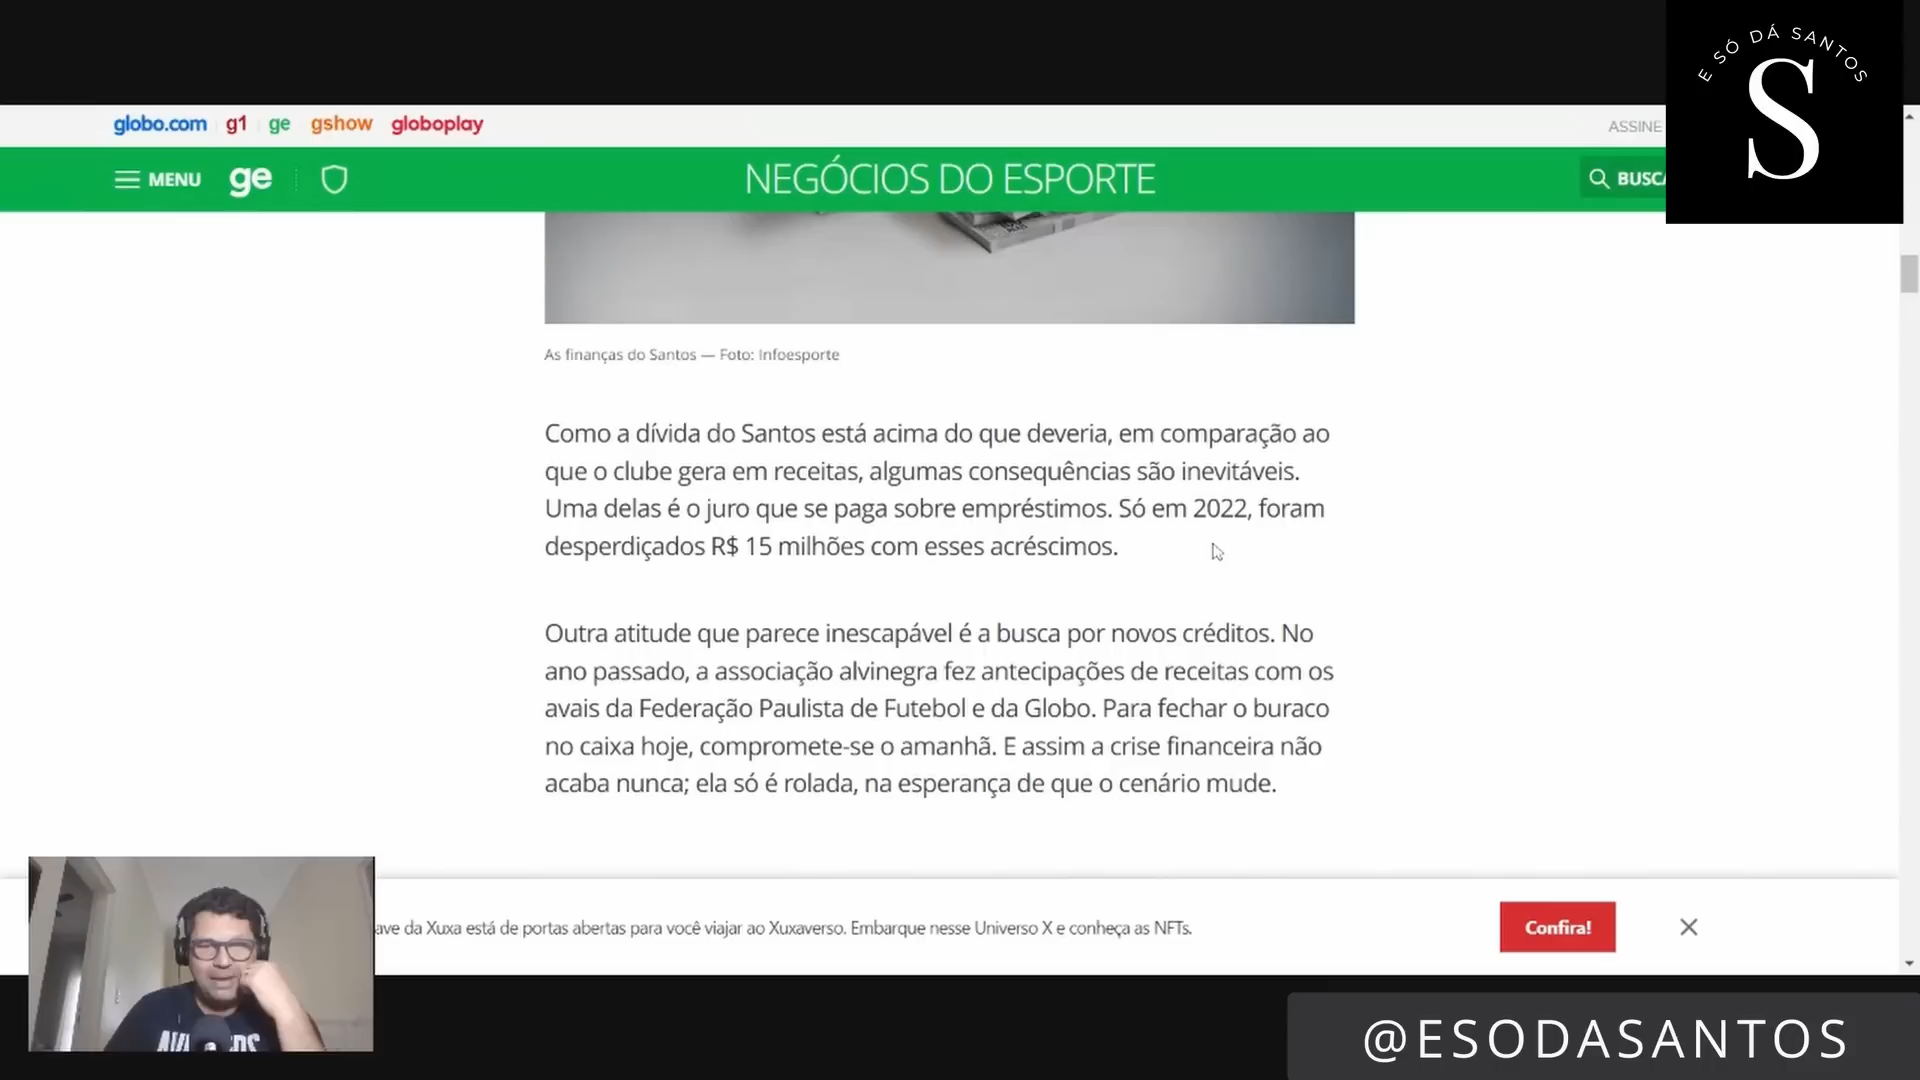 E SÓ DÁ SANTOS
S
globo.com g1 ge gshow globoplay
ASSINE
MENU ge
NEGÓCIOS DO ESPORTE
As finanças do Santos — Foto: Infoesporte
Como a dívida do Santos está acima do que deveria, em comparação ao
que o clube gera em receitas, algumas consequências são inevitáveis.
Uma delas é o juro que se paga sobre empréstimos. Só em 2022, foram
desperdiçados R$ 15 milhões com esses acréscimos.
Outra atitude que parece inescapável é a busca por novos créditos. No
ano passado, a associação alvinegra fez antecipações de receitas com os
avais da Federação Paulista de Futebol e da Globo. Para fechar o buraco
no caixa hoje, compromete-se o amanhã. E assim a crise financeira não
acaba nunca; ela só é rolada, na esperança de que o cenário mude.
ave da Xuxa está de portas abertas para você viajar ao Xuxaverso. Embarque nesse Universo X e conheça as NFTs.
Confira!
@ESODASANTOS